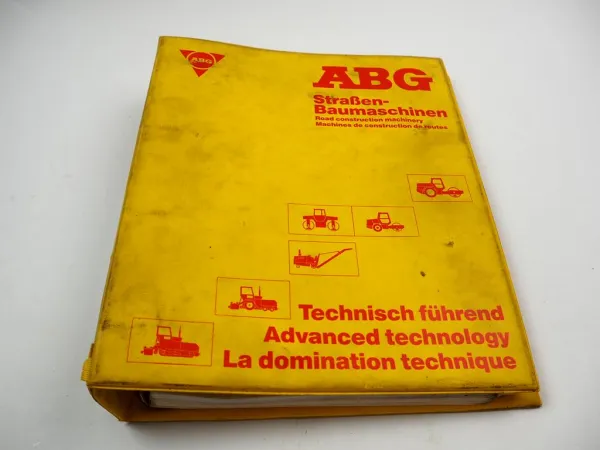 ABG
ABG
Straßen-
Baumaschinen
Road construction machinery
Machines de construction de routes
Technisch führend
Advanced technology
La domination technique